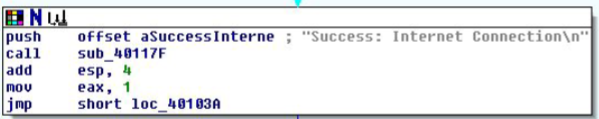 push offset aSuccessInterne ; "Success: Internet Connection\n"
call sub_40117F
add esp, 4
mov eax, 1
jmp short loc_40103A